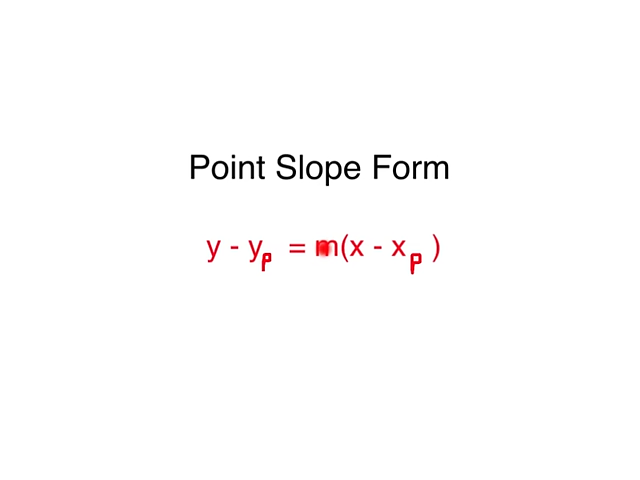 Point Slope Form
y - yₚ = m(x - xₚ)